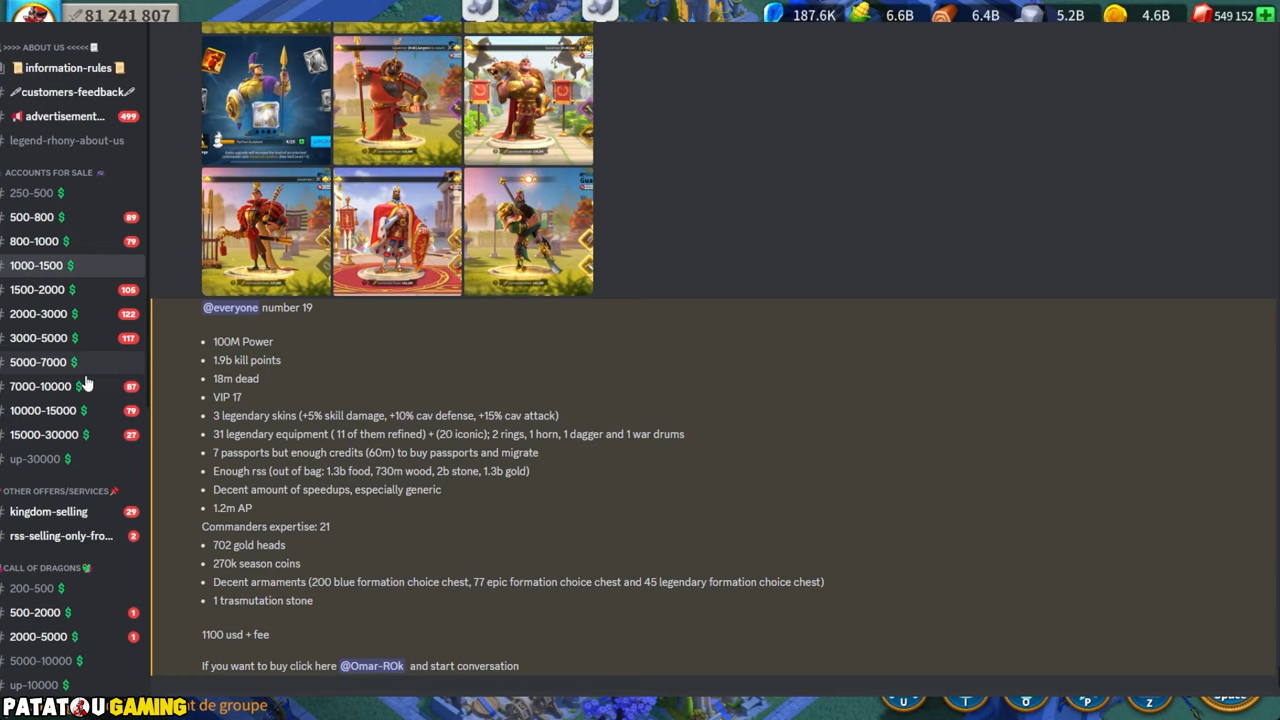 81 241 804
187.6K
6.6B
6.4B
5.2B
4.6B
549 152
>>>> ABOUT US <<<<<
information-rules
customers-feedback
advertisement...
499
legend-rhony-about-us
ACCOUNTS FOR SALE
250-500 $
500-800 $
89
800-1000 $
79
1000-1500 $
1500-2000 $
105
2000-3000 $
122
3000-5000 $
117
5000-7000 $
7000-10000 $
87
10000-15000 $
79
15000-30000 $
27
up-30000 $
OTHER OFFERS/SERVICES
kingdom-selling
29
rss-selling-only-fro...
2
CALL OF DRAGONS
200-500 $
500-2000 $
1
2000-5000 $
1
5000-10000 $
up-10000 $
@everyone number 19
• 100M Power
• 1.9b kill points
• 18m dead
• VIP 17
• 3 legendary skins (+5% skill damage, +10% cav defense, +15% cav attack)
• 31 legendary equipment ( 11 of them refined) + (20 iconic); 2 rings, 1 horn, 1 dagger and 1 war drums
• 7 passports but enough credits (60m) to buy passports and migrate
• Enough rss (out of bag: 1.3b food, 730m wood, 2b stone, 1.3b gold)
• Decent amount of speedups, especially generic
• 1.2m AP
Commanders expertise: 21
• 702 gold heads
• 270k season coins
• Decent armaments (200 blue formation choice chest, 77 epic formation choice chest and 45 legendary formation choice chest)
• 1 trasmutation stone
1100 usd + fee
If you want to buy click here @Omar-ROk and start conversation
PATATOU GAMING
nt de groupe
U
T
O
P
Z
Space